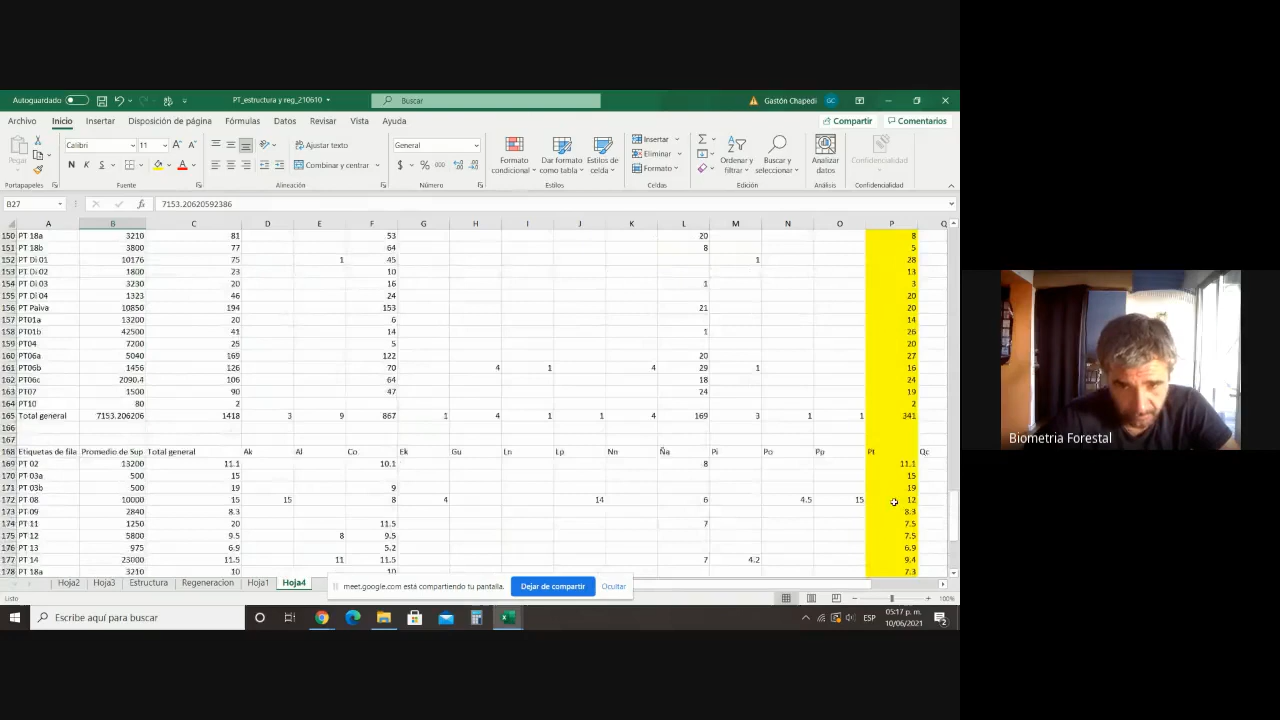 Autoguardado PT_estructura y reg_210610 Buscar Gastón Chapedi GC
Archivo Inicio Insertar Disposición de página Fórmulas Datos Revisar Vista Ayuda Compartir Comentarios
Pegar Calibri 11 Ajustar texto General Formato condicional Dar formato como tabla Estilos de celda Insertar Ordenar y filtrar Buscar y seleccionar Analizar datos Confidencialidad
Eliminar
N K S Combinar y centrar $ % 000 Formato
Portapapeles Fuente Alineación Número Estilos Celdas Edición Análisis Confidencialidad
B27 fx 7153.20620592386
A B C D E F G H I J K L M N O P Q
150 PT 18a 3210 81 53 20 8
151 PT 18b 3800 77 64 8 5
152 PT Di 01 10176 75 1 45 1 28
153 PT Di 02 1800 23 10 13
154 PT Di 03 3230 20 16 1 3
155 PT Di 04 1323 46 24 20
156 PT Paiva 10850 194 153 21 20
157 PT01a 13200 20 6 14
158 PT01b 42500 41 14 1 26
159 PT04 7200 25 5 20
160 PT06a 5040 169 122 20 27
161 PT06b 1456 126 70 4 1 4 29 1 16
162 PT06c 2090.4 106 64 18 24
163 PT07 1500 90 47 24 19
164 PT10 80 2 2
165 Total general 7153.206206 1418 3 9 867 1 4 1 1 4 169 3 1 1 341
166
167
168 Etiquetas de fila Promedio de Sup Total general Ak Al Co Ek Gu Ln Lp Nn Ña Pi Po Pp Pt Qc
169 PT 02 13200 11.1 10.1 8 11.1
170 PT 03a 500 15 15
171 PT 03b 500 19 9 19
172 PT 08 10000 15 15 8 4 14 6 4.5 15 12
173 PT 09 2840 8.3 8.3
174 PT 11 1250 20 11.5 7 7.5
175 PT 12 5800 9.5 8 9.5 7.5
176 PT 13 975 6.9 5.2 6.9
177 PT 14 23000 11.5 11 11.5 7 4.2 9.4
178 PT 18a 3210 10 10 7.3
Hoja2 Hoja3 Estructura Regeneracion Hoja1 Hoja4
meet.google.com está compartiendo tu pantalla. Dejar de compartir Ocultar
Listo 100%
Escribe aquí para buscar ESP 05:17 p. m.
10/06/2021
2
Biometria Forestal